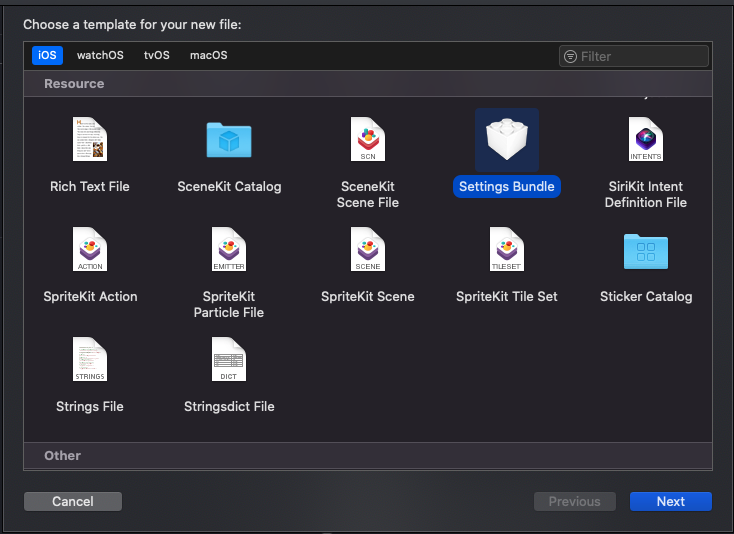 Choose a template for your new file:
iOS watchOS tvOS macOS Filter
Resource
SCN
INTENTS
Rich Text File SceneKit Catalog SceneKit Settings Bundle SiriKit Intent
Scene File Definition File
ACTION EMITTER SCENE TILESET
SpriteKit Action SpriteKit SpriteKit Scene SpriteKit Tile Set Sticker Catalog
Particle File
STRINGS DICT
Strings File Stringsdict File
Other
Cancel Previous Next